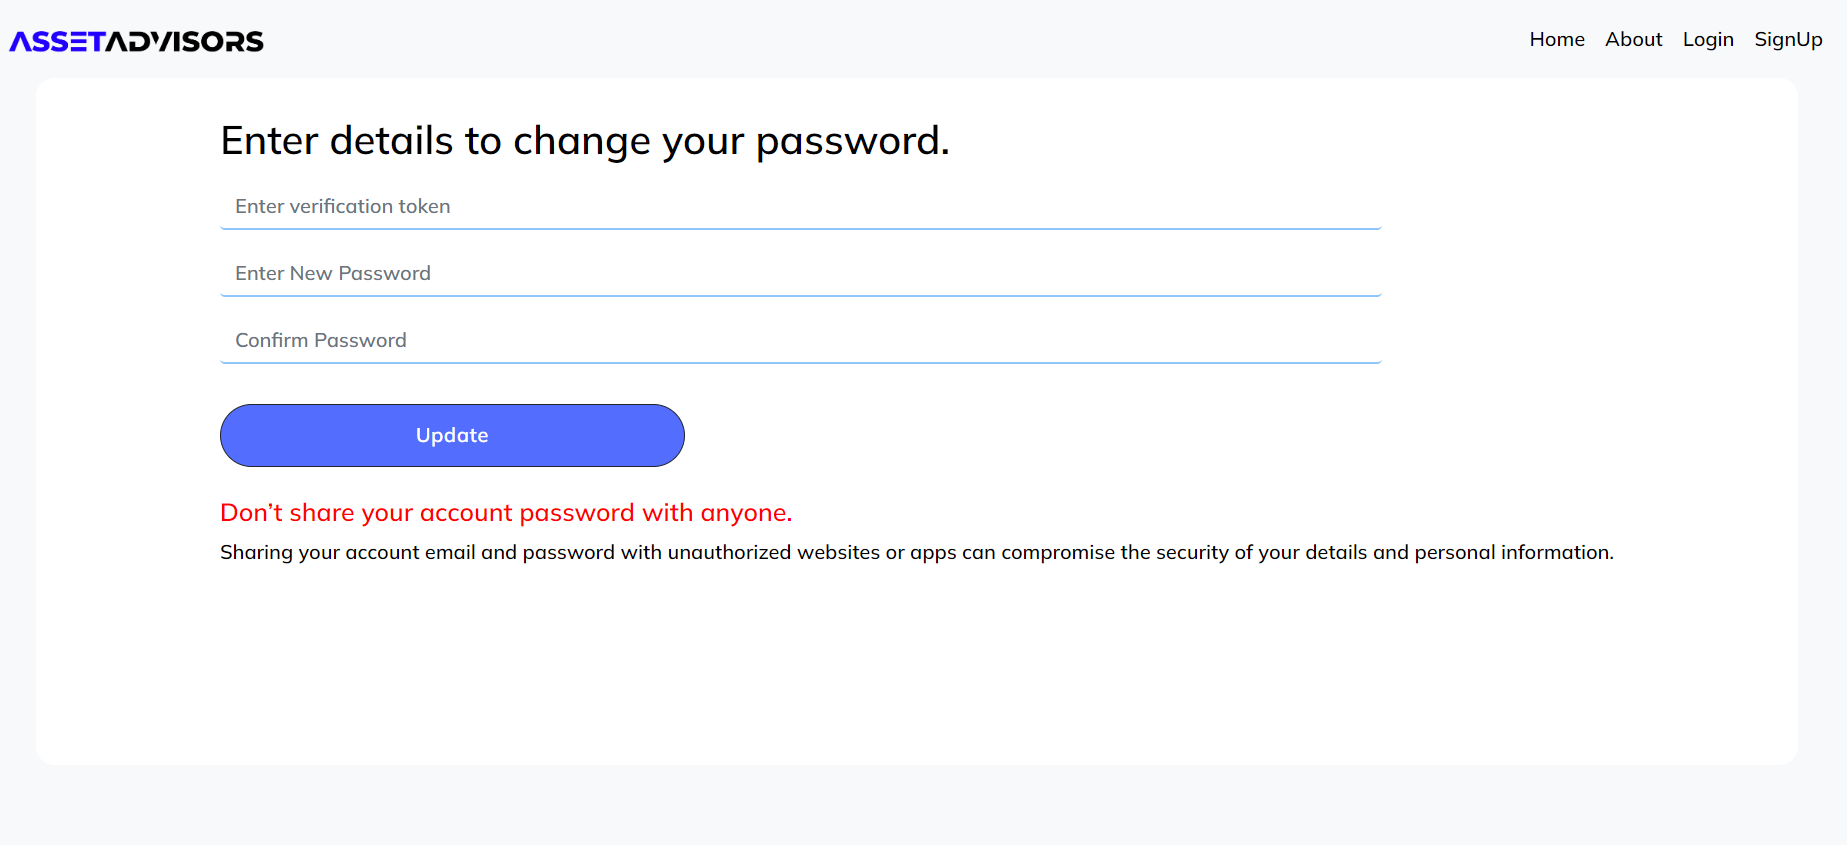 ASSETADVISORS
Home About Login SignUp
Enter details to change your password.
Enter verification token
Enter New Password
Confirm Password
Update
Don’t share your account password with anyone.
Sharing your account email and password with unauthorized websites or apps can compromise the security of your details and personal information.